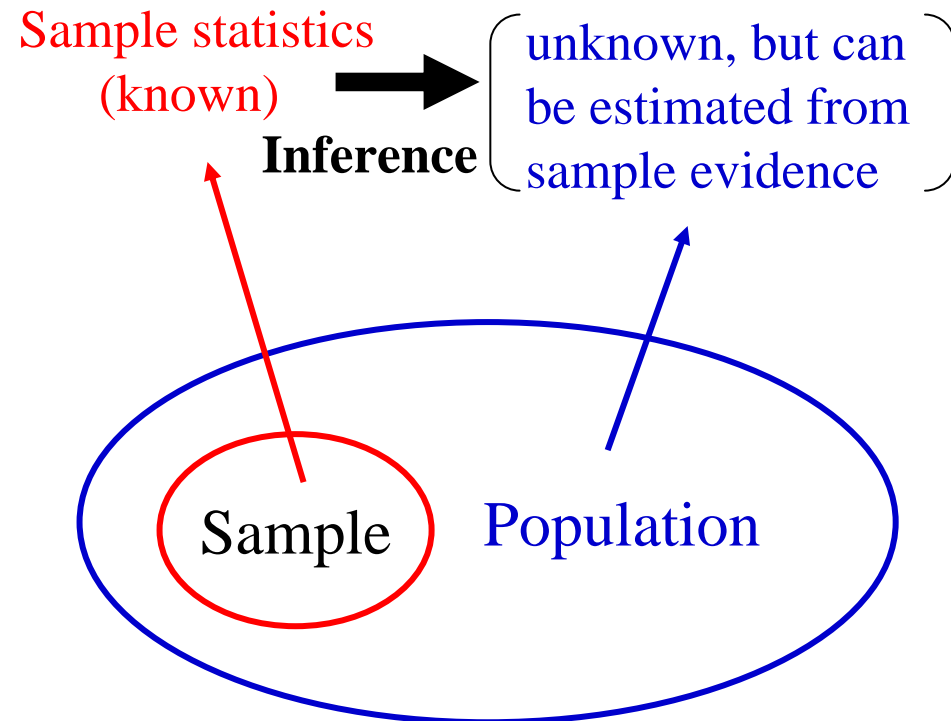 Sample statistics
(known)
Inference
unknown, but can
be estimated from
sample evidence
Sample
Population